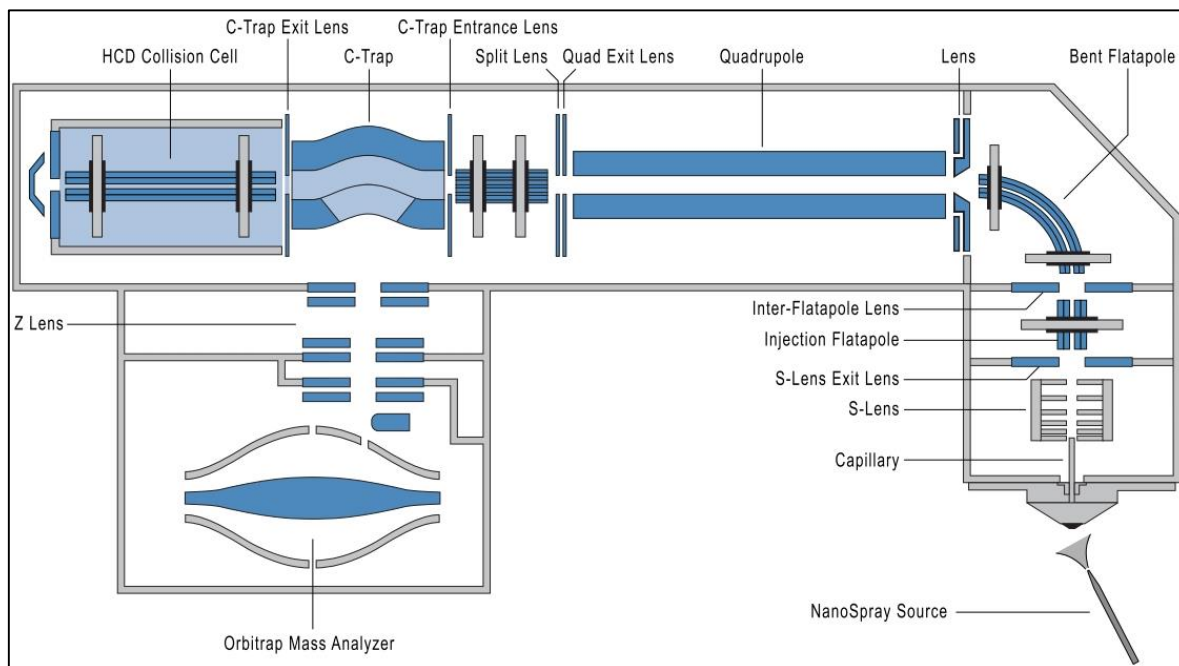 C-Trap Exit Lens
C-Trap Entrance Lens
HCD Collision Cell
C-Trap
Split Lens
Quad Exit Lens
Quadrupole
Lens
Bent Flatapole
Inter-Flatapole Lens
Z Lens
Injection Flatapole
S-Lens Exit Lens
S-Lens
Capillary
NanoSpray Source
Orbitrap Mass Analyzer